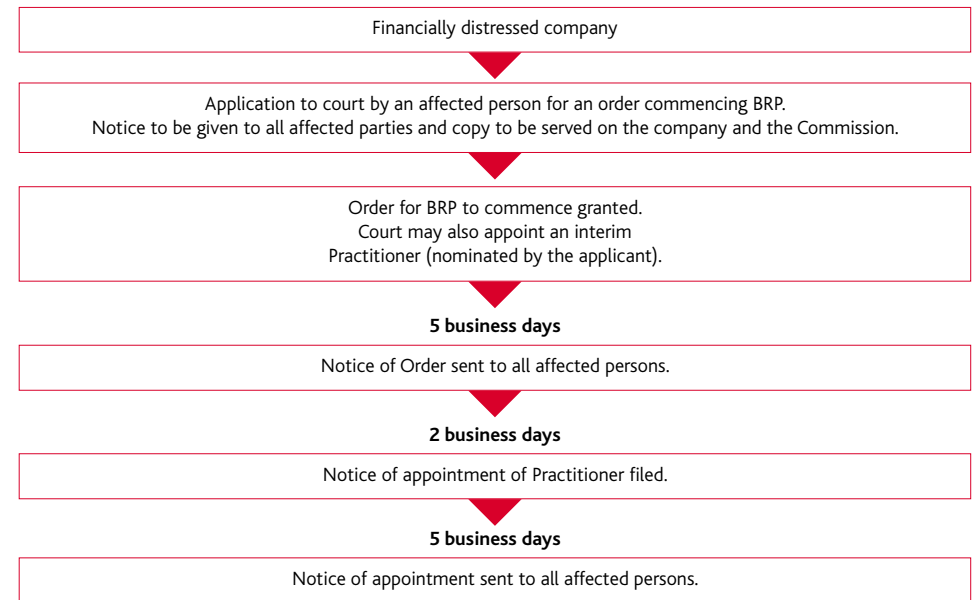 Financially distressed company
Application to court by an affected person for an order commencing BRP.
Notice to be given to all affected parties and copy to be served on the company and the Commission.
Order for BRP to commence granted.
Court may also appoint an interim
Practitioner (nominated by the applicant).
5 business days
Notice of Order sent to all affected persons.
2 business days
Notice of appointment of Practitioner filed.
5 business days
Notice of appointment sent to all affected persons.